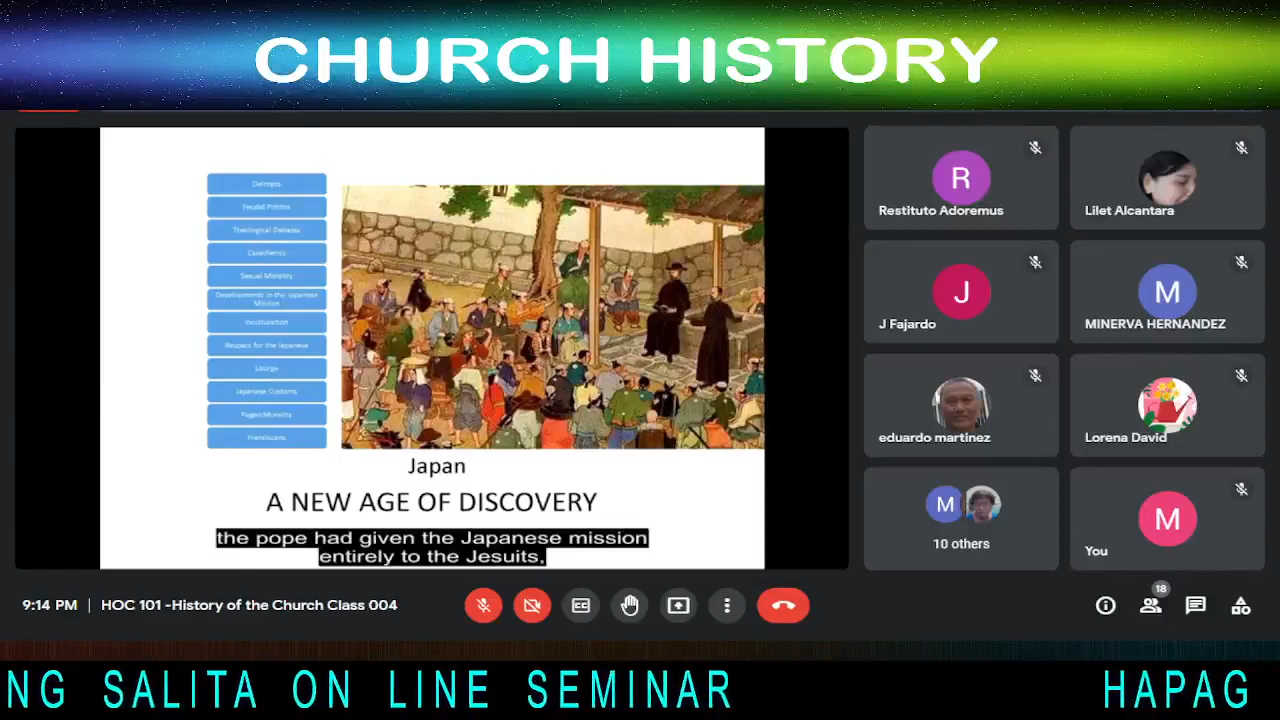 CHURCH HISTORY
Daimyos
Feudal Politics
Theological Debates
Catechenics
Sexual Morality
Developments in the Japanese
Mission
Inculturation
Respect for the Japanese
Liturgy
Japanese Customs
Pagan Morality
Franciscans
Japan
A NEW AGE OF DISCOVERY
the pope had given the Japanese mission
entirely to the Jesuits,
R
Restituto Adoremus
Lilet Alcantara
J
J Fajardo
M
MINERVA HERNANDEZ
eduardo martinez
Lorena David
M
10 others
M
You
9:14 PM | HOC 101 -History of the Church Class 004
CC
18
NG SALITA ON LINE SEMINAR HAPAG